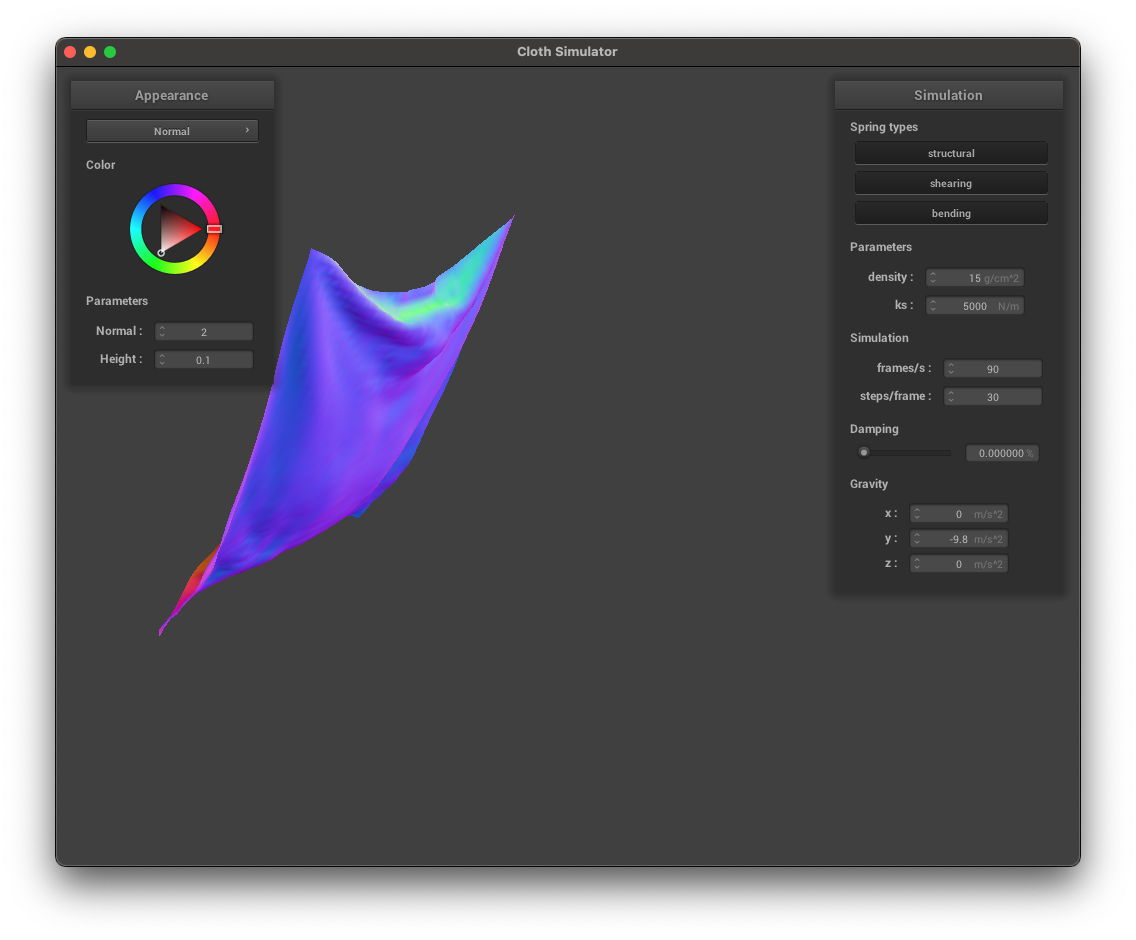 Cloth Simulator
Appearance
Normal
Color
Parameters
Normal : 2
Height : 0.1
Simulation
Spring types
structural
shearing
bending
Parameters
density : 15 g/cm^2
ks : 5000 N/m
Simulation
frames/s : 90
steps/frame : 30
Damping
0.000000 %
Gravity
x : 0 m/s^2
y : -9.8 m/s^2
z : 0 m/s^2